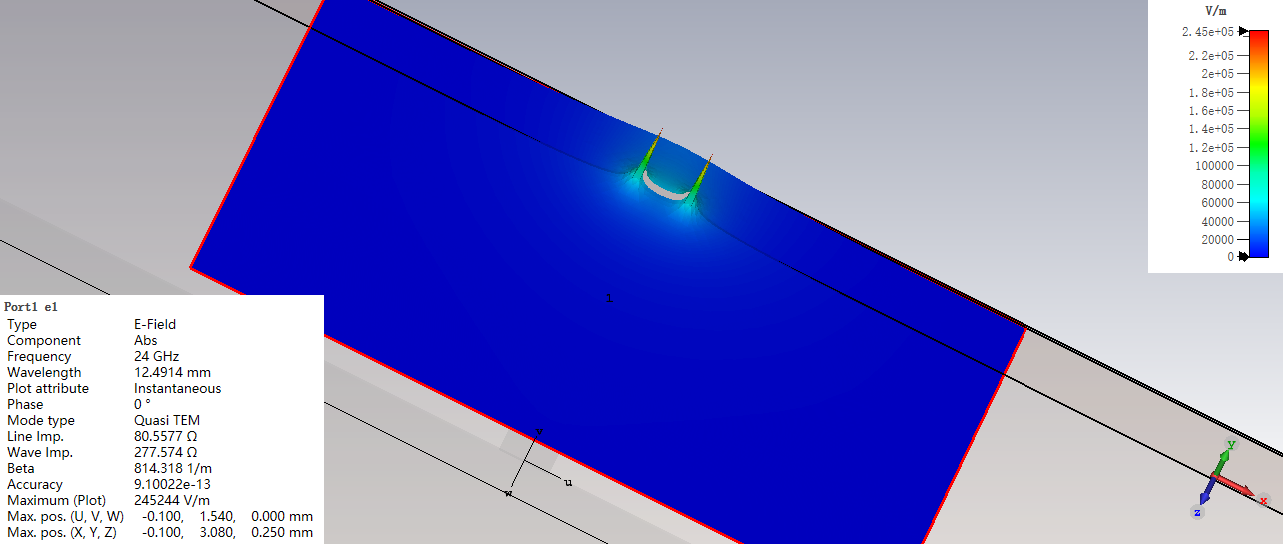 V/m
2.45e+05
2.2e+05
2e+05
1.8e+05
1.6e+05
1.4e+05
1.2e+05
100000
80000
60000
40000
20000
0
1
v
w
u
y
x
z
Port1 e1
Type E-Field
Component Abs
Frequency 24 GHz
Wavelength 12.4914 mm
Plot attribute Instantaneous
Phase 0 °
Mode type Quasi TEM
Line Imp. 80.5577 Ω
Wave Imp. 277.574 Ω
Beta 814.318 1/m
Accuracy 9.10022e-13
Maximum (Plot) 245244 V/m
Max. pos. (U, V, W) -0.100, 1.540, 0.000 mm
Max. pos. (X, Y, Z) -0.100, 3.080, 0.250 mm